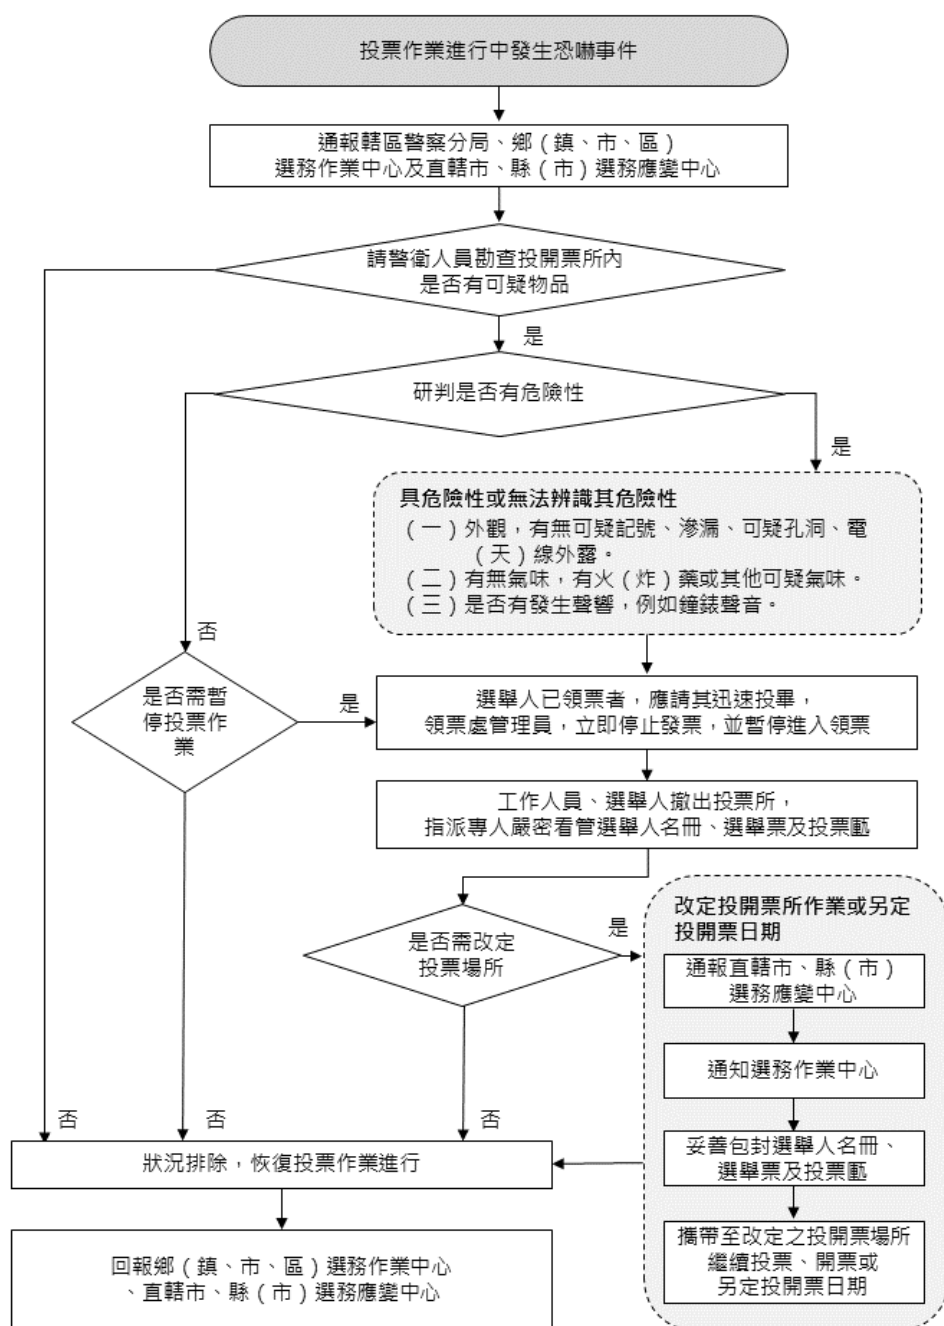 投票作業進行中發生恐嚇事件
通報轄區警察分局、鄉（鎮、市、區）
選務作業中心及直轄市、縣（市）選務應變中心
請警衛人員勘查投開票所內
是否有可疑物品
是
研判是否有危險性
是
具危險性或無法辨識其危險性
（一）外觀，有無可疑記號、滲漏、可疑孔洞、電
（天）線外露。
（二）有無氣味，有火（炸）藥或其他可疑氣味。
（三）是否有發生聲響，例如鐘錶聲音。
否
是否需暫
停投票作
業
是
選舉人已領票者，應請其迅速投畢，
領票處管理員，立即停止發票，並暫停進入領票
工作人員、選舉人撤出投票所，
指派專人嚴密看管選舉人名冊、選舉票及投票匭
是否需改定
投票場所
是
改定投開票所作業或另定
投開票日期
通報直轄市、縣（市）
選務應變中心
通知選務作業中心
妥善包封選舉人名冊、
選舉票及投票匭
攜帶至改定之投開票場所
繼續投票、開票或
另定投開票日期
否
否
否
狀況排除，恢復投票作業進行
回報鄉（鎮、市、區）選務作業中心
、直轄市、縣（市）選務應變中心